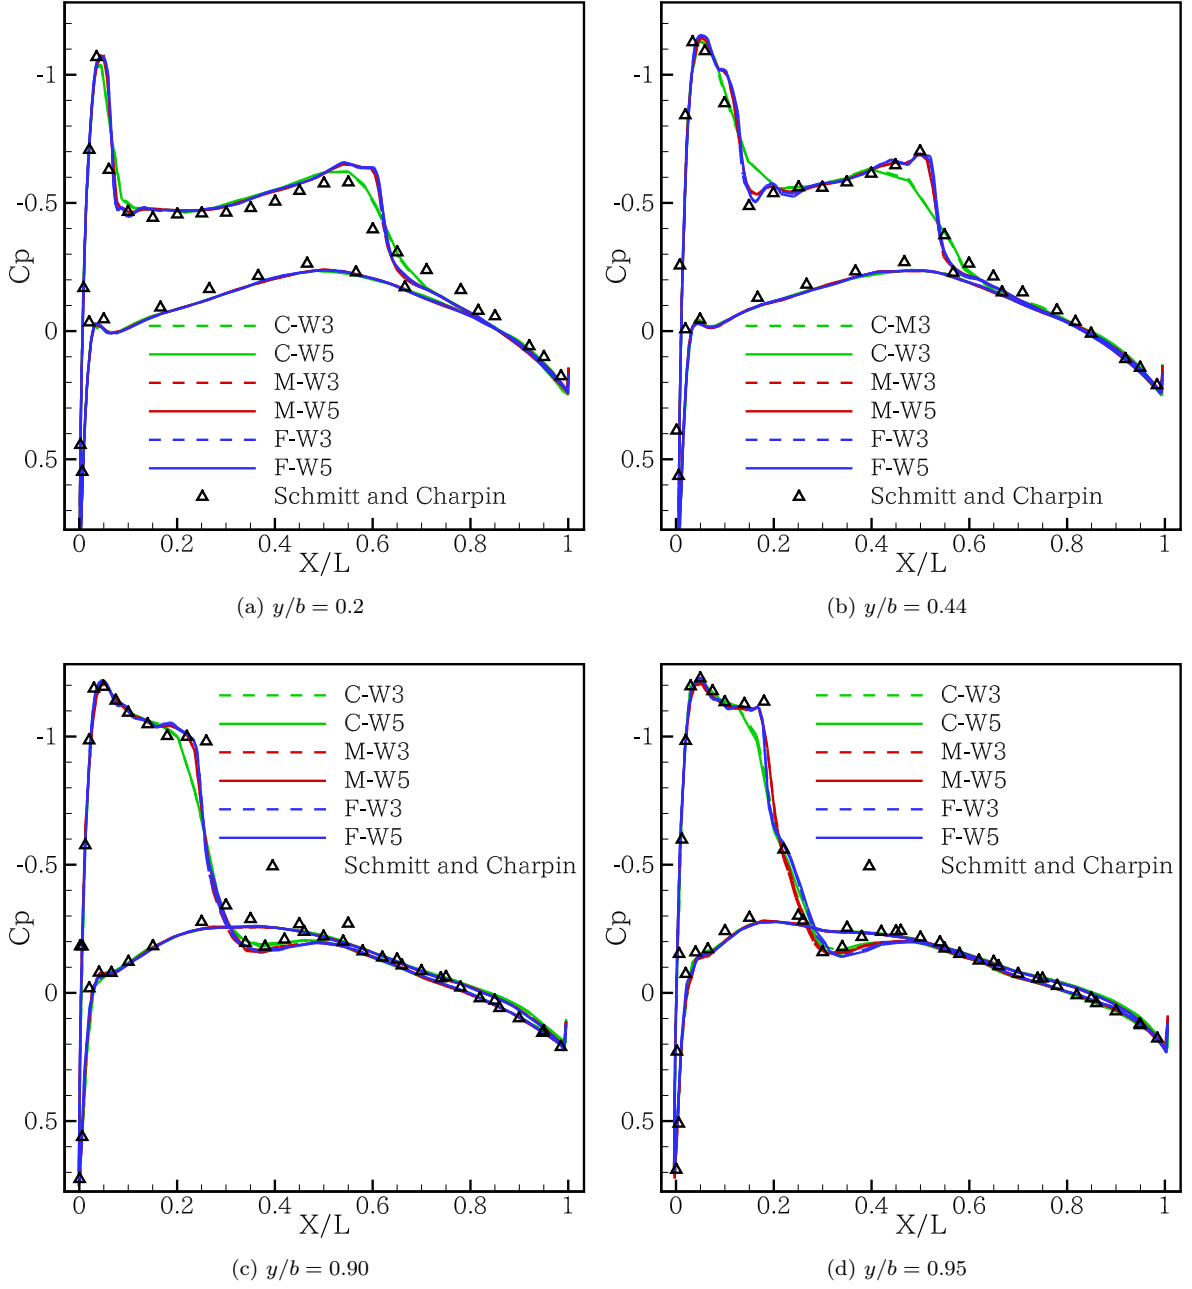 -1
-0.5
0
0.5
Cp
C-W3
C-W5
M-W3
M-W5
F-W3
F-W5
Schmitt and Charpin
0 0.2 0.4 0.6 0.8 1
X/L
(a) y/b = 0.2
-1
-0.5
0
0.5
Cp
C-M3
C-W3
M-W3
M-W5
F-W3
F-W5
Schmitt and Charpin
0 0.2 0.4 0.6 0.8 1
X/L
(b) y/b = 0.44
-1
-0.5
0
0.5
Cp
C-W3
C-W5
M-W3
M-W5
F-W3
F-W5
Schmitt and Charpin
0 0.2 0.4 0.6 0.8 1
X/L
(c) y/b = 0.90
-1
-0.5
0
0.5
Cp
C-W3
C-W5
M-W3
M-W5
F-W3
F-W5
Schmitt and Charpin
0 0.2 0.4 0.6 0.8 1
X/L
(d) y/b = 0.95